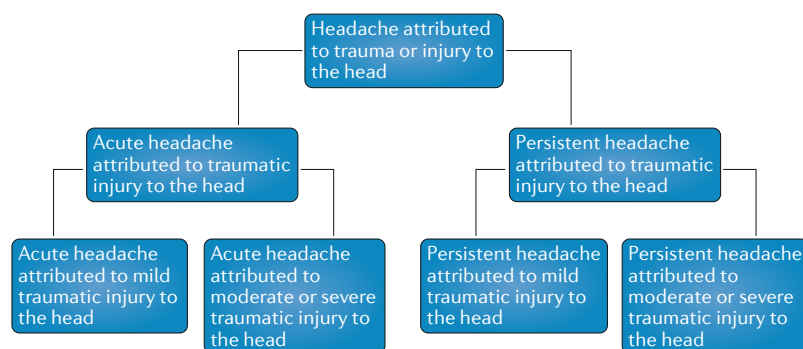 Headache attributed
to trauma or injury to
the head
Acute headache
attributed to traumatic
injury to the head
Persistent headache
attributed to traumatic
injury to the head
Acute headache
attributed to mild
traumatic injury to
the head
Acute headache
attributed to
moderate or severe
traumatic injury to
the head
Persistent headache
attributed to mild
traumatic injury to
the head
Persistent headache
attributed to
moderate or severe
traumatic injury to
the head